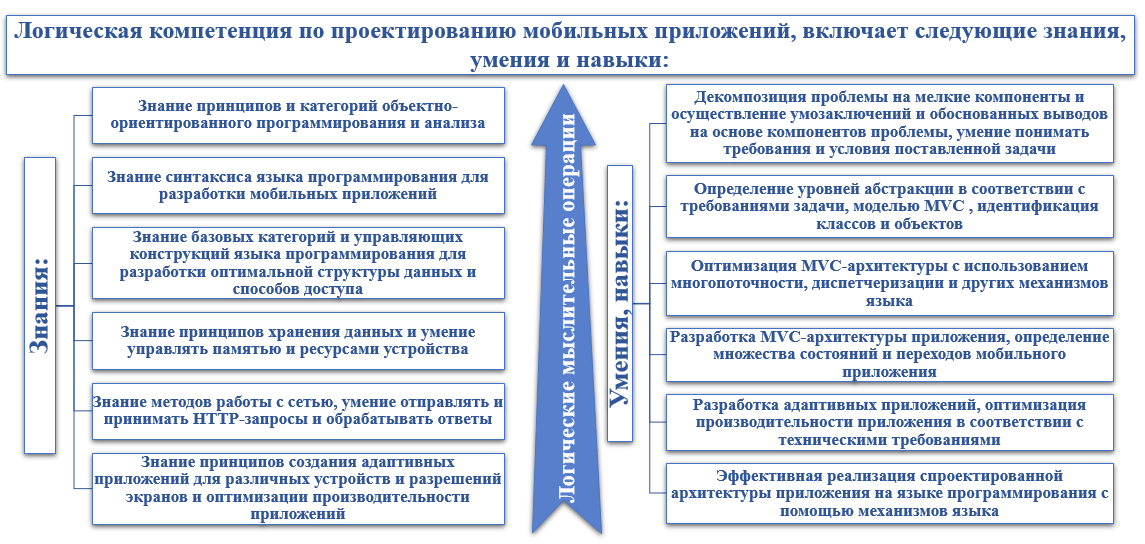 Логическая компетенция по проектированию мобильных приложений, включает следующие знания,
умения и навыки:
Знания:
Знание принципов и категорий объектно-
ориентированного программирования и анализа
Знание синтаксиса языка программирования для
разработки мобильных приложений
Знание базовых категорий и управляющих
конструкций языка программирования для
разработки оптимальной структуры данных и
способов доступа
Знание принципов хранения данных и умение
управлять памятью и ресурсами устройства
Знание методов работы с сетью, умение отправлять и
принимать HTTP-запросы и обрабатывать ответы
Знание принципов создания адаптивных
приложений для различных устройств и разрешений
экранов и оптимизации производительности
приложений
Логические мыслительные операции
Умения, навыки:
Декомпозиция проблемы на мелкие компоненты и
осуществление умозаключений и обоснованных выводов
на основе компонентов проблемы, умение понимать
требования и условия поставленной задачи
Определение уровней абстракции в соответствии с
требованиями задачи, моделью MVC , идентификация
классов и объектов
Оптимизация MVC-архитектуры с использованием
многопоточности, диспетчеризации и других механизмов
языка
Разработка MVC-архитектуры приложения, определение
множества состояний и переходов мобильного
приложения
Разработка адаптивных приложений, оптимизация
производительности приложения в соответствии с
техническими требованиями
Эффективная реализация спроектированной
архитектуры приложения на языке программирования с
помощью механизмов языка